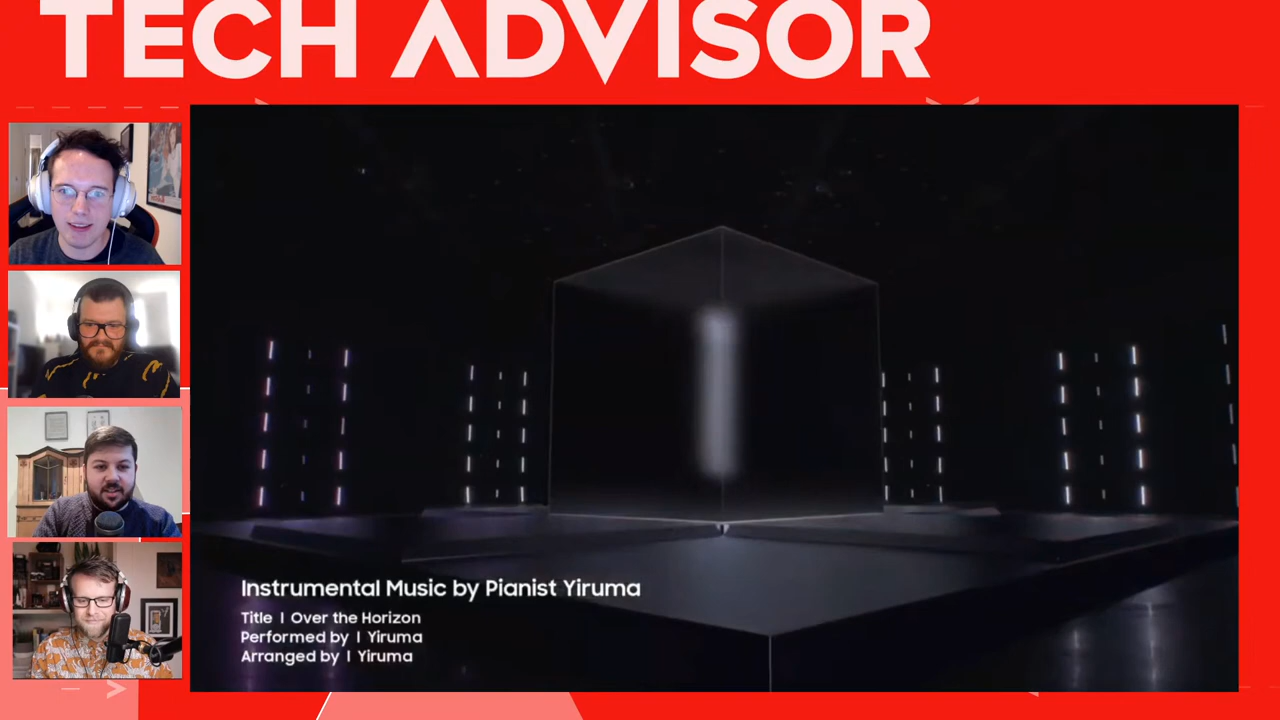 TECH ADVISOR
Instrumental Music by Pianist Yiruma
Title | Over the Horizon
Performed by | Yiruma
Arranged by | Yiruma